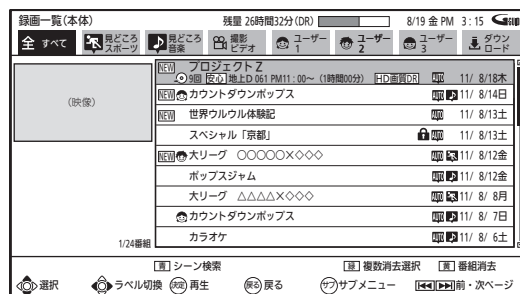 録画一覧(本体) 残量 26時間32分(DR) 8/19 金 PM 3:15
全 すべて 見どころスポーツ 見どころ音楽 撮影ビデオ ユーザー1 ユーザー2 ユーザー3 ダウンロード
NEW プロジェクトZ
9回 安心 地上D 061 PM11:00〜 (1時間00分) HD画質DR 11/ 8/18木
(映像)
NEW カウントダウンポップス 11/ 8/14日
NEW 世界ウルウル体験記 11/ 8/13土
スペシャル「京都」 11/ 8/13土
NEW 大リーグ ○○○○○×◇◇◇ 11/ 8/12金
ポップスジャム 11/ 8/12金
大リーグ △△△△×◇◇◇ 11/ 8/ 8月
カウントダウンポップス 11/ 8/ 7日
カラオケ 11/ 8/ 6土
1/24番組
青 シーン検索 緑 複数消去選択 黄 番組消去
選択 ラベル切換 決定 再生 戻る 戻る サブ サブメニュー 前・次ページ